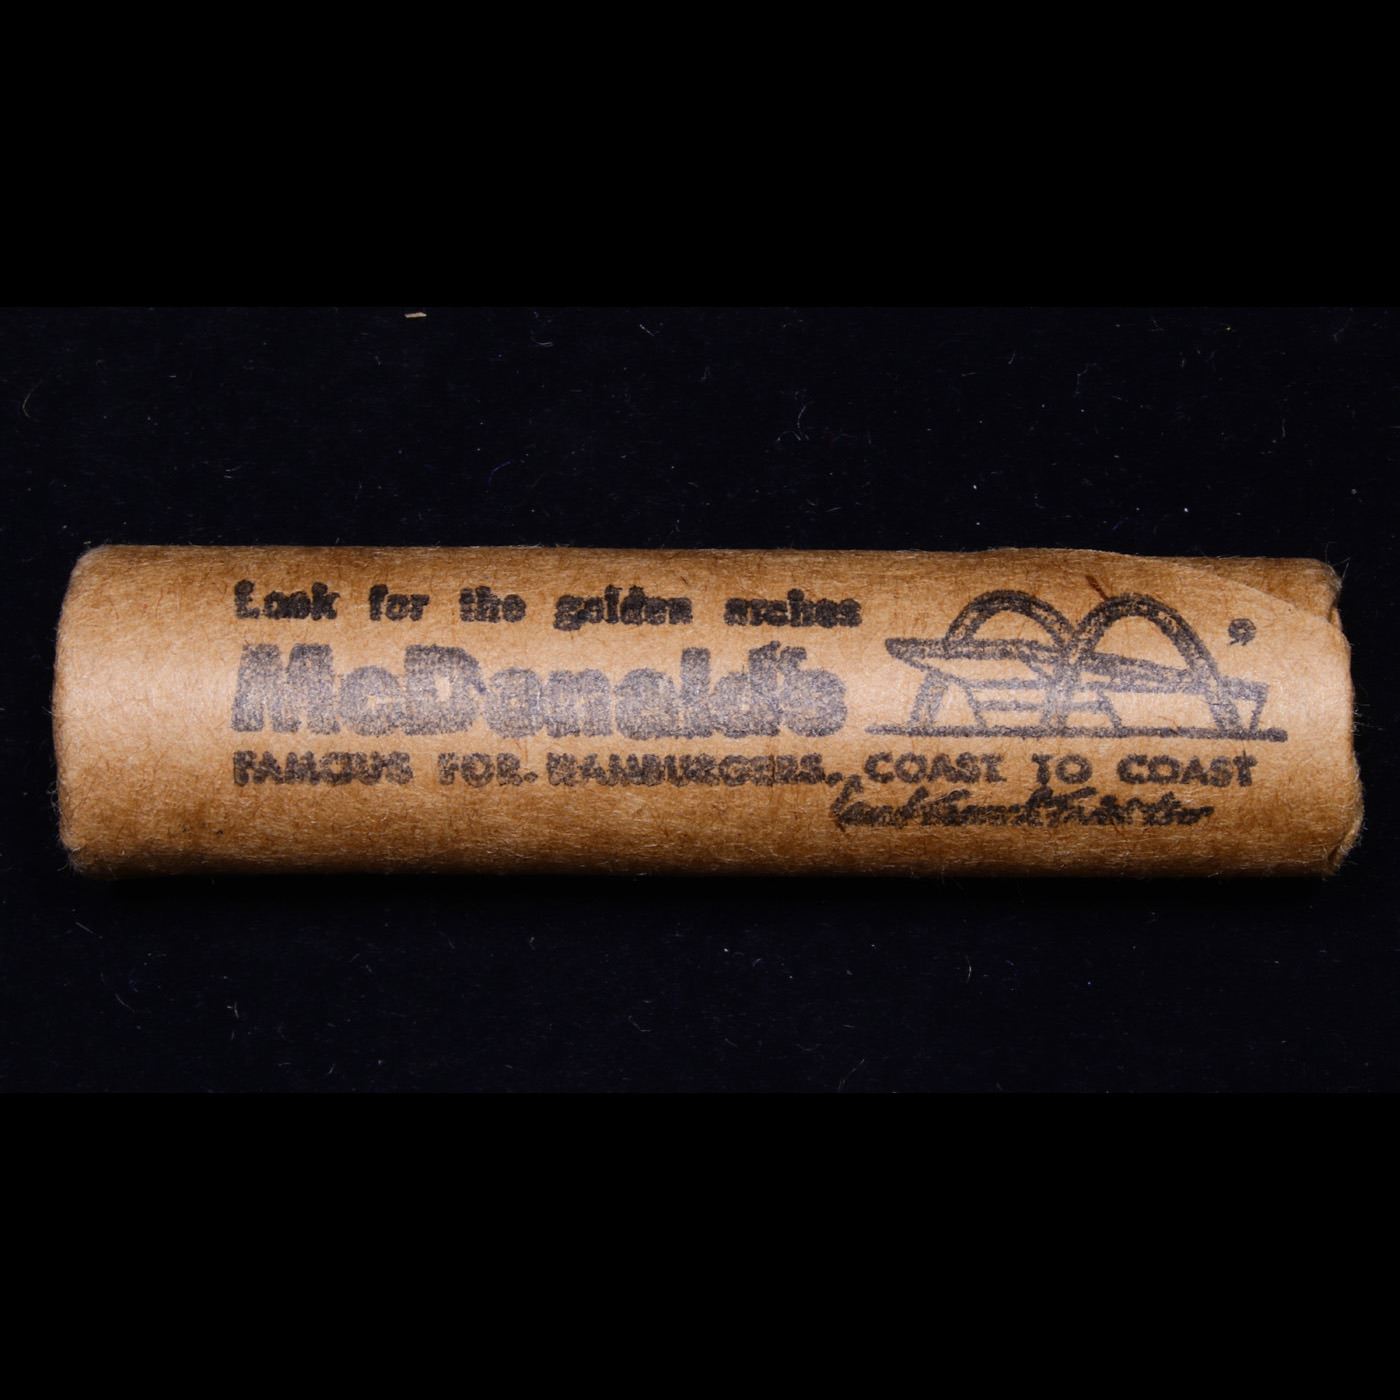 Look for the golden arches
McDonald's
FAMOUS FOR HAMBURGERS, COAST TO COAST